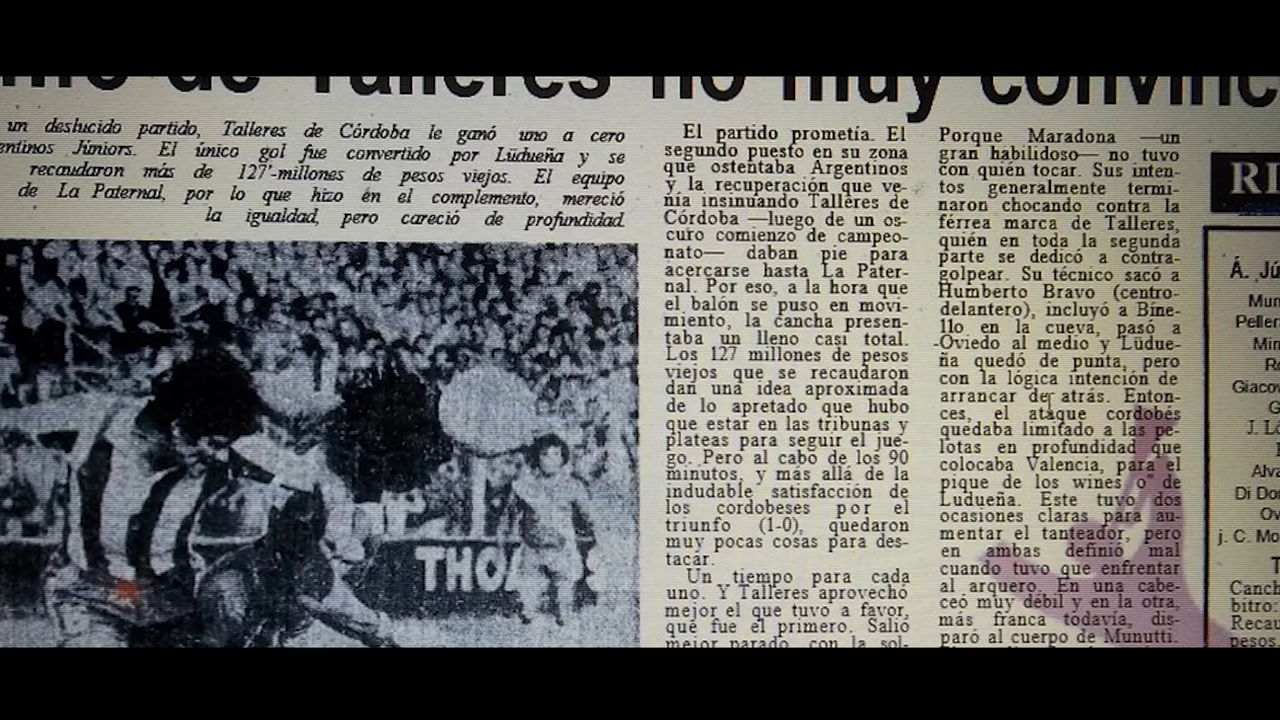 de Talleres no muy
un deslucido partido, Talleres de Córdoba le ganó uno a cero
Júniors. El único gol fue convertido por Lüdueña y se
recaudaron más de 127'-millones de pesos viejos. El equipo
de La Paternal, por lo que hizo én el complemento, mereció
la igualdad, pero careció de profundidad.
THO
El partido prometía. El
segundo puesto en su zona
que ostentaba Argentinos
y la recuperación que ve-
nía insinuando Talleres de
Córdoba —luego de un os-
curo comienzo de campeo-
nato— daban pie para
acercarse hasta La Pater-
nal. Por eso, a la hora que
el balón se puso en movi-
miento, la cancha presen-
taba un lleno casi total.
Los 127 millones de pesos
viejos que se recaudaron
dan una idea aproximada
de lo apretado que hubo
que estar en las tribunas y
plateas para seguir el jue-
go. Pero al cabo de los 90
minutos, y más allá de la
indudable satisfacción de
los cordobeses por el
triunfo (1-0), quedaron
muy pocas cosas para des-
tacar.
Un tiempo para cada
uno. Y Talleres aprovechó
mejor el que tuvo a favor,
que fue el primero. Salió
mejor parado, con la sol-
Porque Maradona —un
gran habilidoso— no tuvo
con quién tocar. Sus inten-
tos generalmente termi-
naron chocando contra la
férrea marca de Talleres,
quién en toda la segunda
parte se dedicó a contra-
golpear. Su técnico sacó a
Humberto Bravo (centro-
delantero), incluyó a Bine-
llo en la cueva, pasó a
Oviedo al medio y Lüdue-
ña quedó de punta, pero
con la lógica intención de
arrancar de atrás. Enton-
ces, el ataque cordobés
quedaba limitado a las pe-
lotas en profundidad que
colocaba Valencia, para el
pique de los wines o de
Ludueña. Este tuvo dos
ocasiones claras para au-
mentar el tanteador, pero
en ambas definió mal
cuando tuvo que enfrentar
al arquero. En una cabe-
ceó muy débil y en la otra,
más franca todavía, dis-
paró al cuerpo de Munutti.
Á. Jú
Mun
Peller
Min
Ro
Giacov
G
J. Ló
Alva
Di Do
Ov
j. C. Mo
T
Canch
bitro:
Recau
pesos